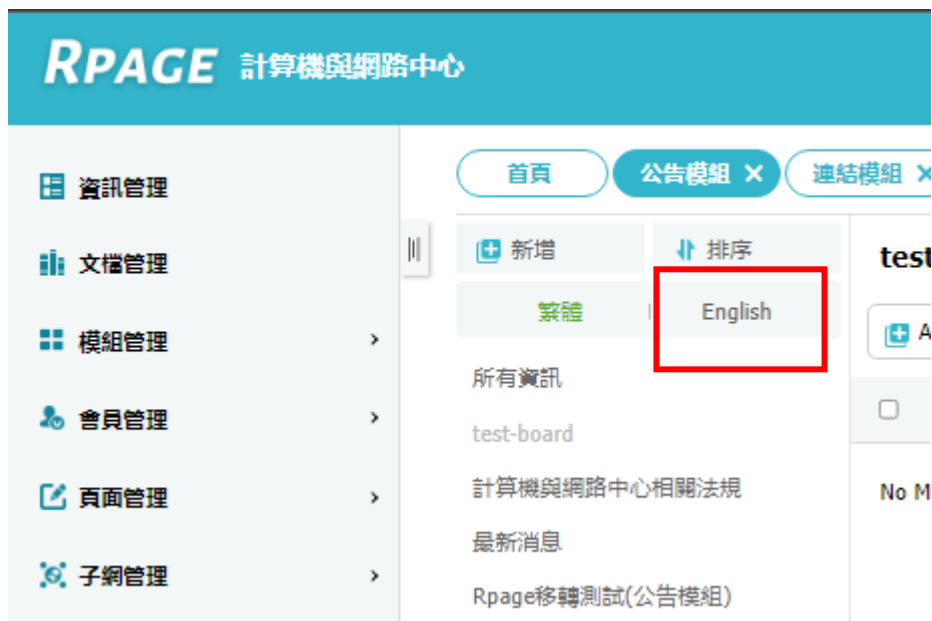 RPAGE 計算機與網路中心
資訊管理
文檔管理
模組管理
會員管理
頁面管理
子網管理
首頁
公告模組
連結模組
新增
排序
繁體
English
所有資訊
test-board
計算機與網路中心相關法規
最新消息
Rpage移轉測試(公告模組)
test
A
No M